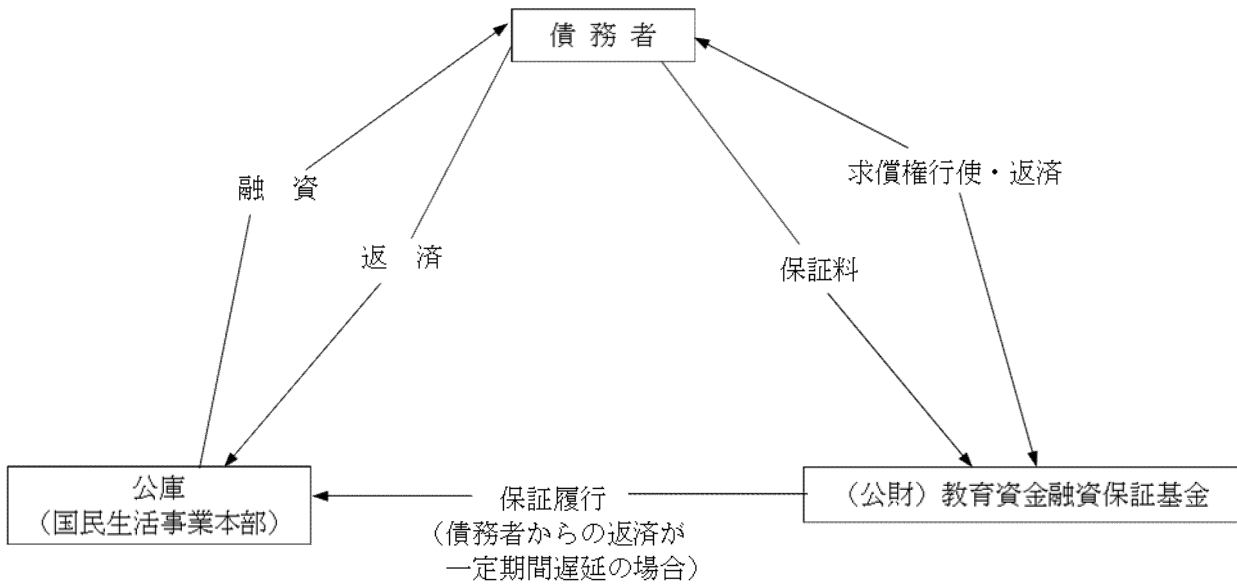 債 務 者
求償権行使・返済
融　資
返　済
保証料
公庫
（国民生活事業本部）
保証履行
（債務者からの返済が
一定期間遅延の場合）
（公財）教育資金融資保証基金